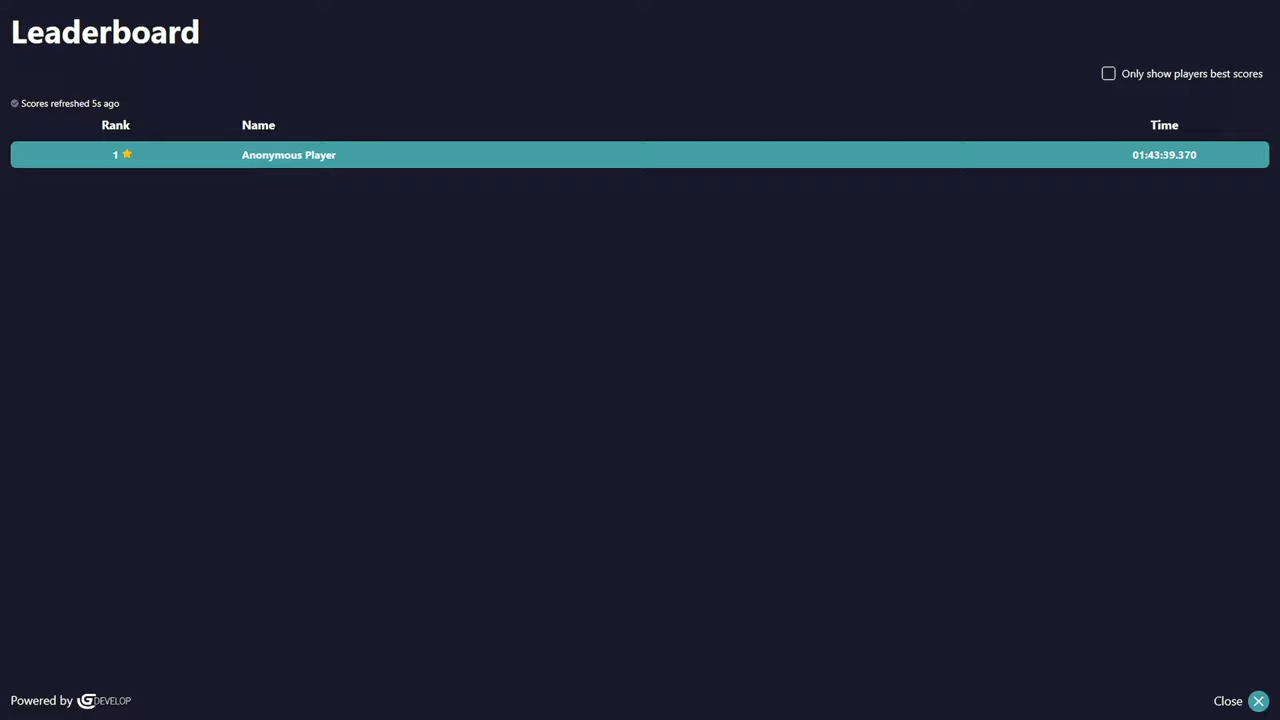 Leaderboard
Only show players best scores
Scores refreshed 5s ago
Rank Name Time
1 Anonymous Player 01:43:39.370
Powered by GDEVELOP
Close